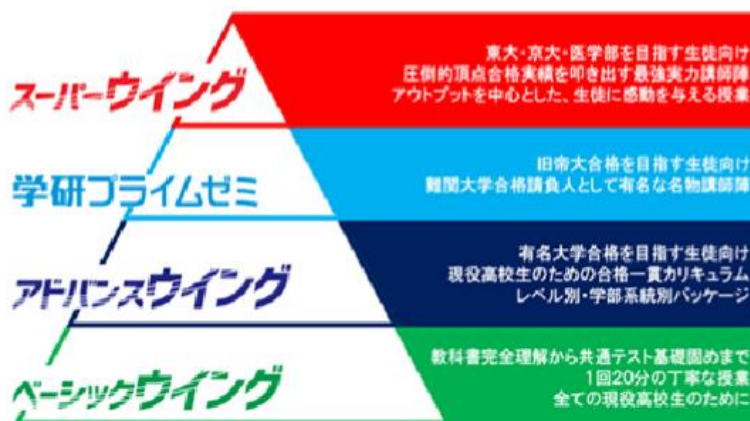 スーパーウイング
東大・京大・医学部を目指す生徒向け
圧倒的頂点合格実績を叩き出す最強実力講師陣
アウトプットを中心とした、生徒に感動を与える授業
学研プライムゼミ
旧帝大合格を目指す生徒向け
難関大学合格請負人として有名な名物講師陣
アドバンスウイング
有名大学合格を目指す生徒向け
現役高校生のための合格一貫カリキュラム
レベル別・学部系統別パッケージ
ベーシックウイング
教科書完全理解から共通テスト基礎固めまで
1回20分の丁寧な授業
全ての現役高校生のために